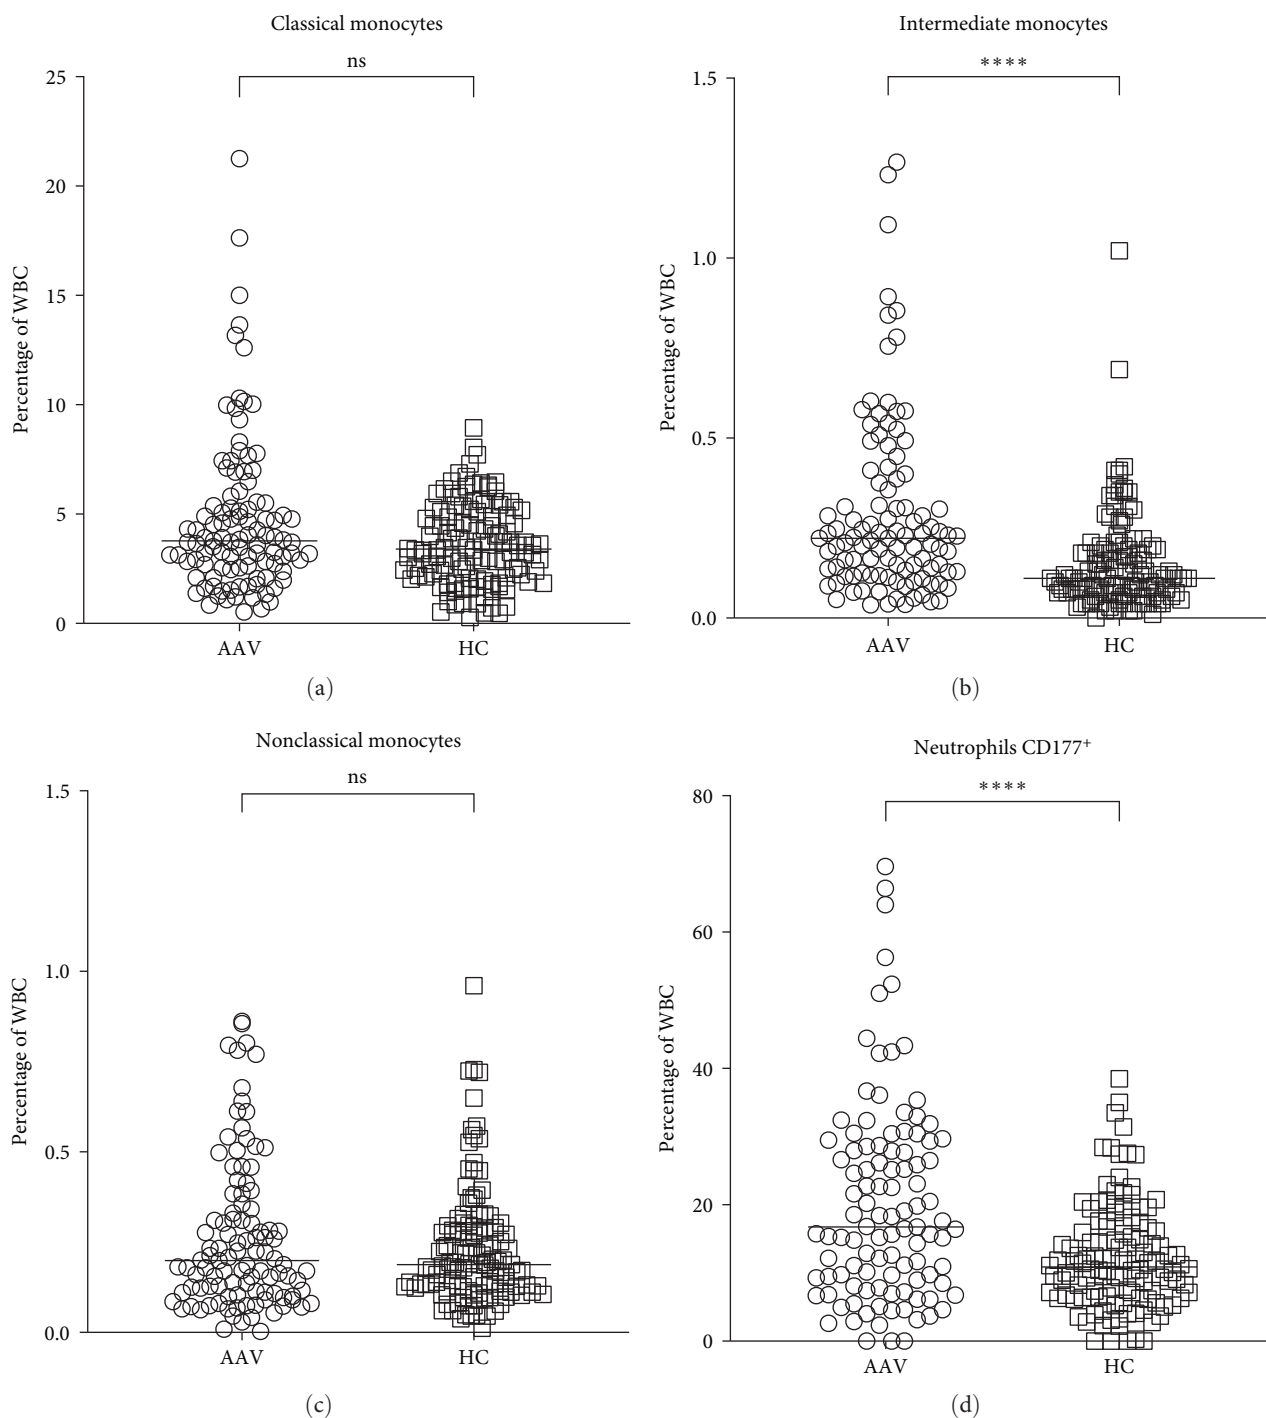 Classical monocytes
ns
25
20
15
10
5
0
Percentage of WBC
AAV
HC
(a)
Intermediate monocytes
****
1.5
1.0
0.5
0.0
Percentage of WBC
AAV
HC
(b)
Nonclassical monocytes
ns
1.5
1.0
0.5
0.0
Percentage of WBC
AAV
HC
(c)
Neutrophils CD177⁺
****
80
60
40
20
0
Percentage of WBC
AAV
HC
(d)